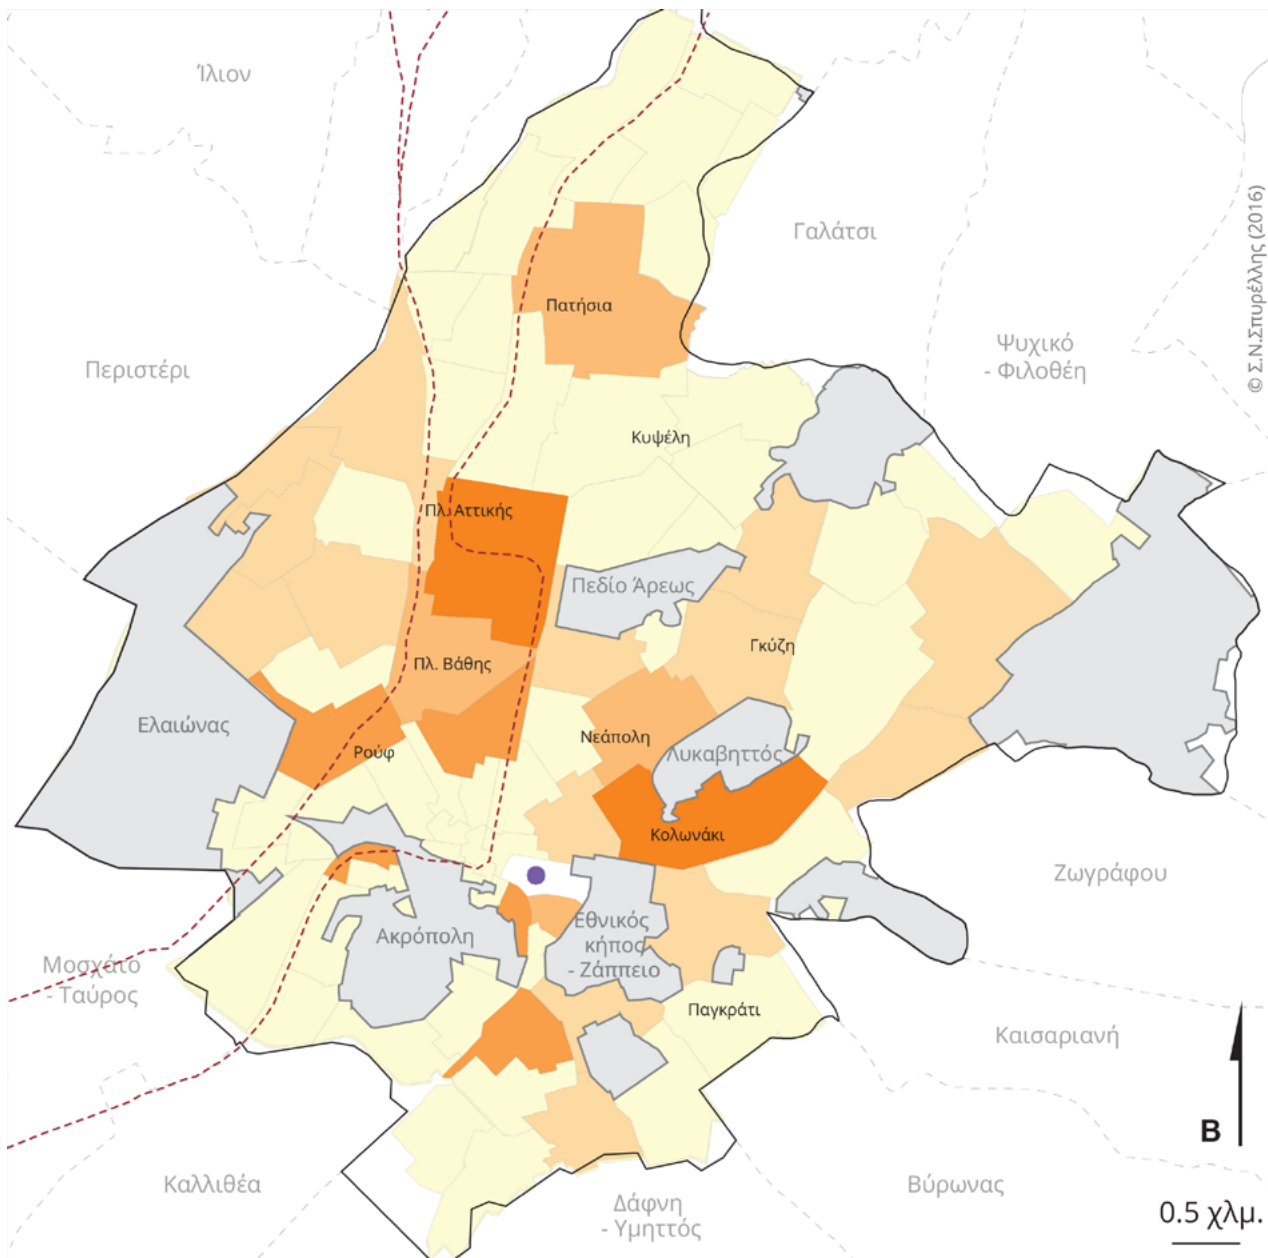 Ίλιον
Γαλάτσι
© Σ.Ν.Σπυρέλλης (2016)
Πατήσια
Ψυχικό
- Φιλοθέη
Περιστέρι
Κυψέλη
Πλ. Αττικής
Πεδίο Άρεως
Γκύζη
Πλ. Βάθης
Ελαιώνας
Ρούφ
Νεάπολη
Λυκαβηττός
Κολωνάκι
Ζωγράφου
Εθνικός
κήπος
- Ζάππειο
Ακρόπολη
Μοσχάτο
- Ταύρος
Παγκράτι
Καισαριανή
Β
Καλλιθέα
Βύρωνας
Δάφνη
- Υμηττός
0.5 χλμ.